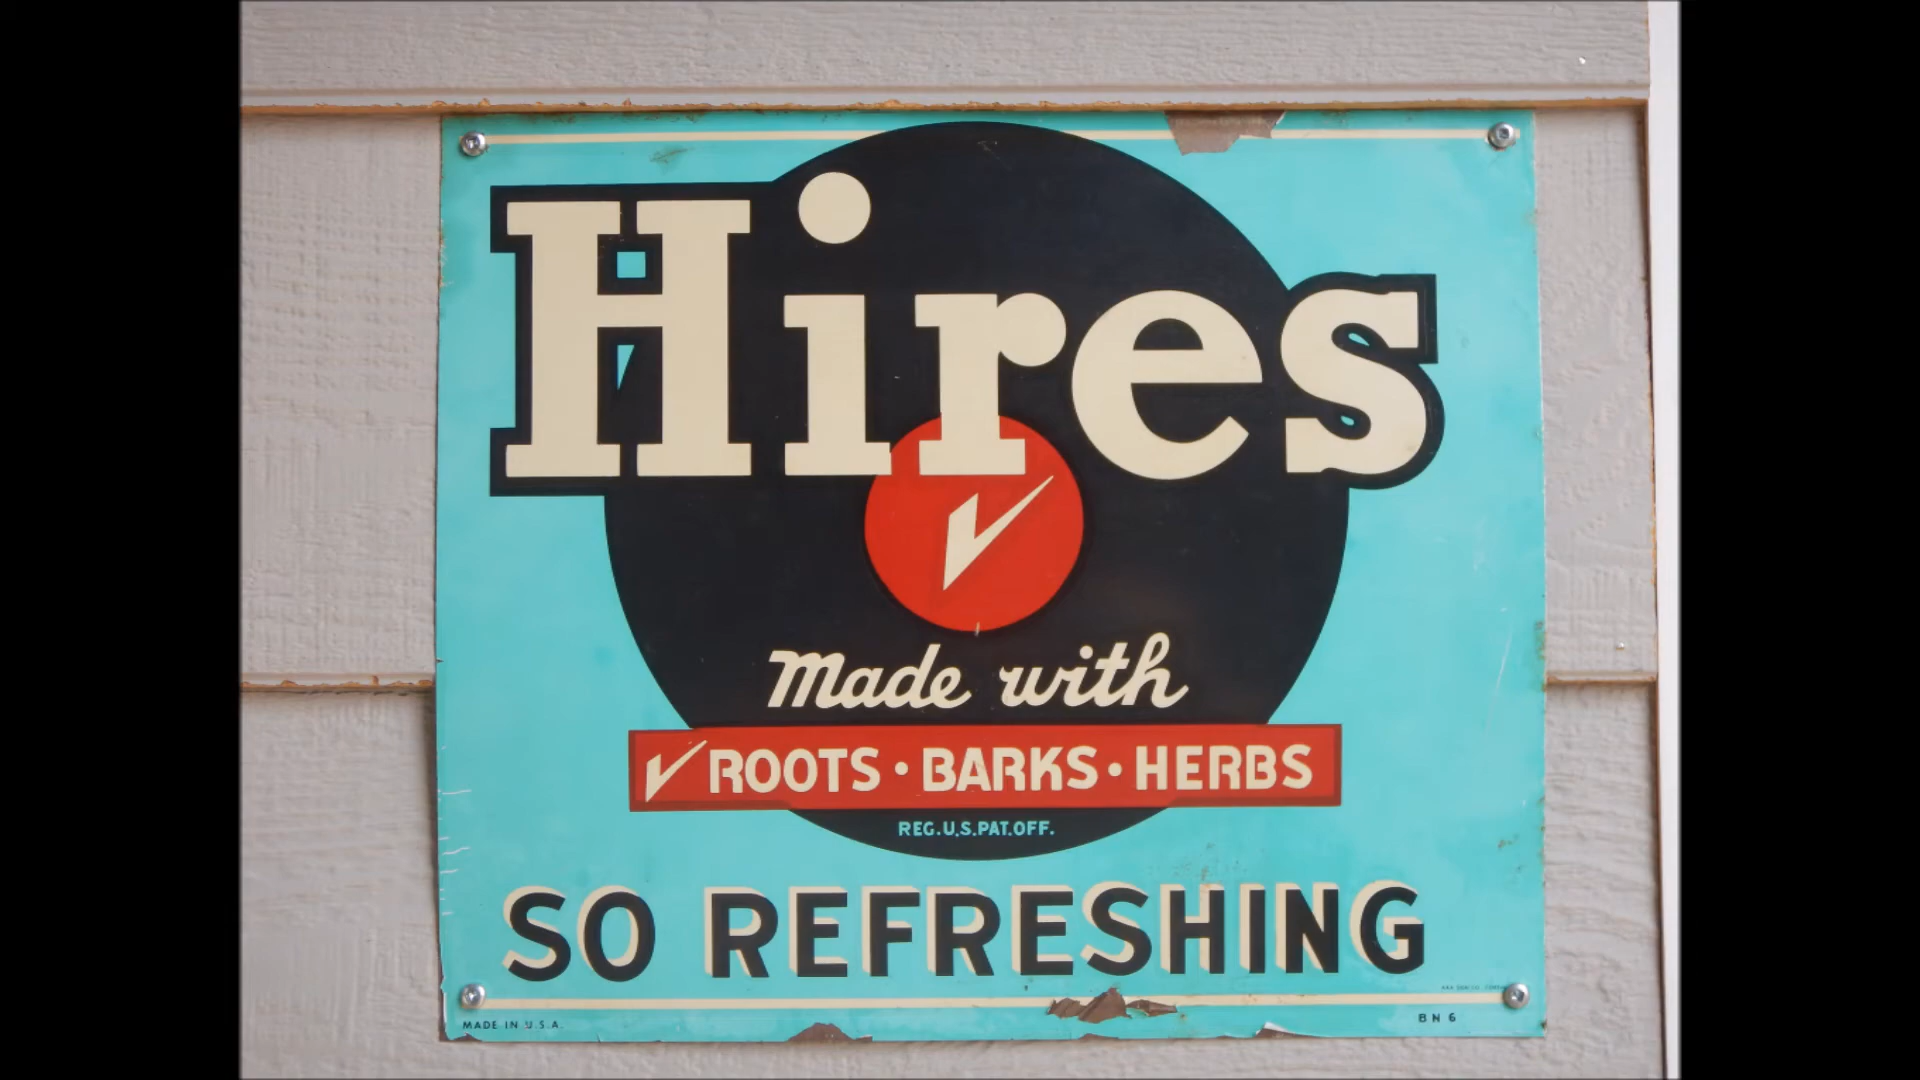 Hires
Made with
ROOTS · BARKS · HERBS
REG.U.S.PAT.OFF.
SO REFRESHING
MADE IN U.S.A.
BN 6